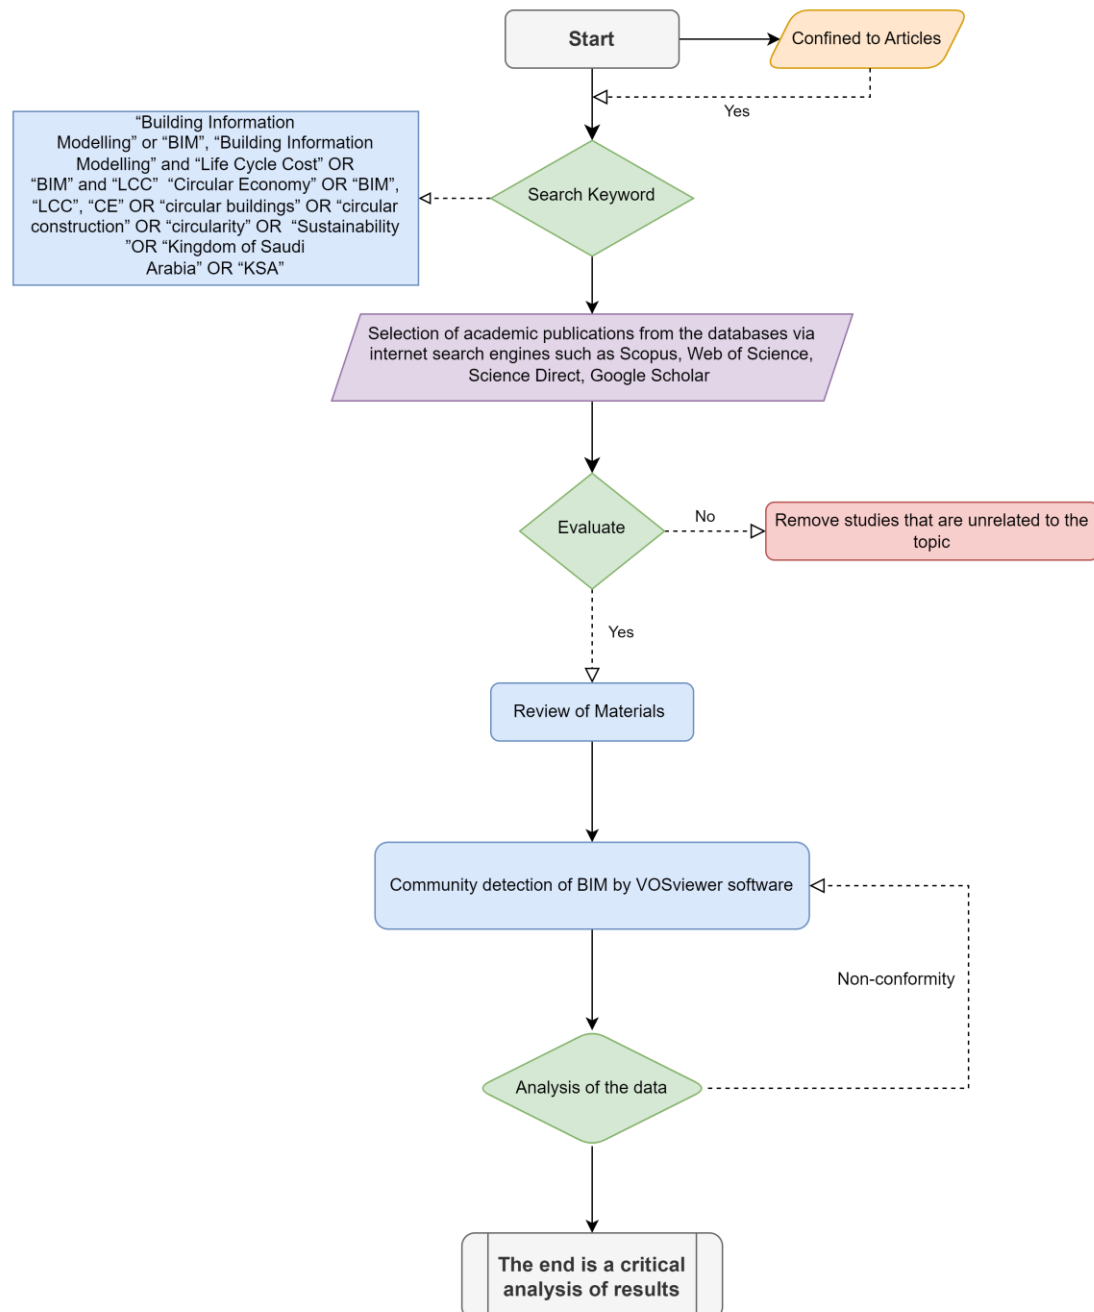 Start
Confined to Articles
Yes
“Building Information
Modelling” or “BIM”, “Building Information
Modelling” and “Life Cycle Cost” OR
“BIM” and “LCC”  “Circular Economy” OR “BIM”,
“LCC”, “CE” OR “circular buildings” OR “circular
construction” OR “circularity” OR  “Sustainability
”OR “Kingdom of Saudi
Arabia” OR “KSA”
Search Keyword
Selection of academic publications from the databases via
internet search engines such as Scopus, Web of Science,
Science Direct, Google Scholar
Evaluate
No
Remove studies that are unrelated to the
topic
Yes
Review of Materials
Community detection of BIM by VOSviewer software
Non-conformity
Analysis of the data
The end is a critical
analysis of results